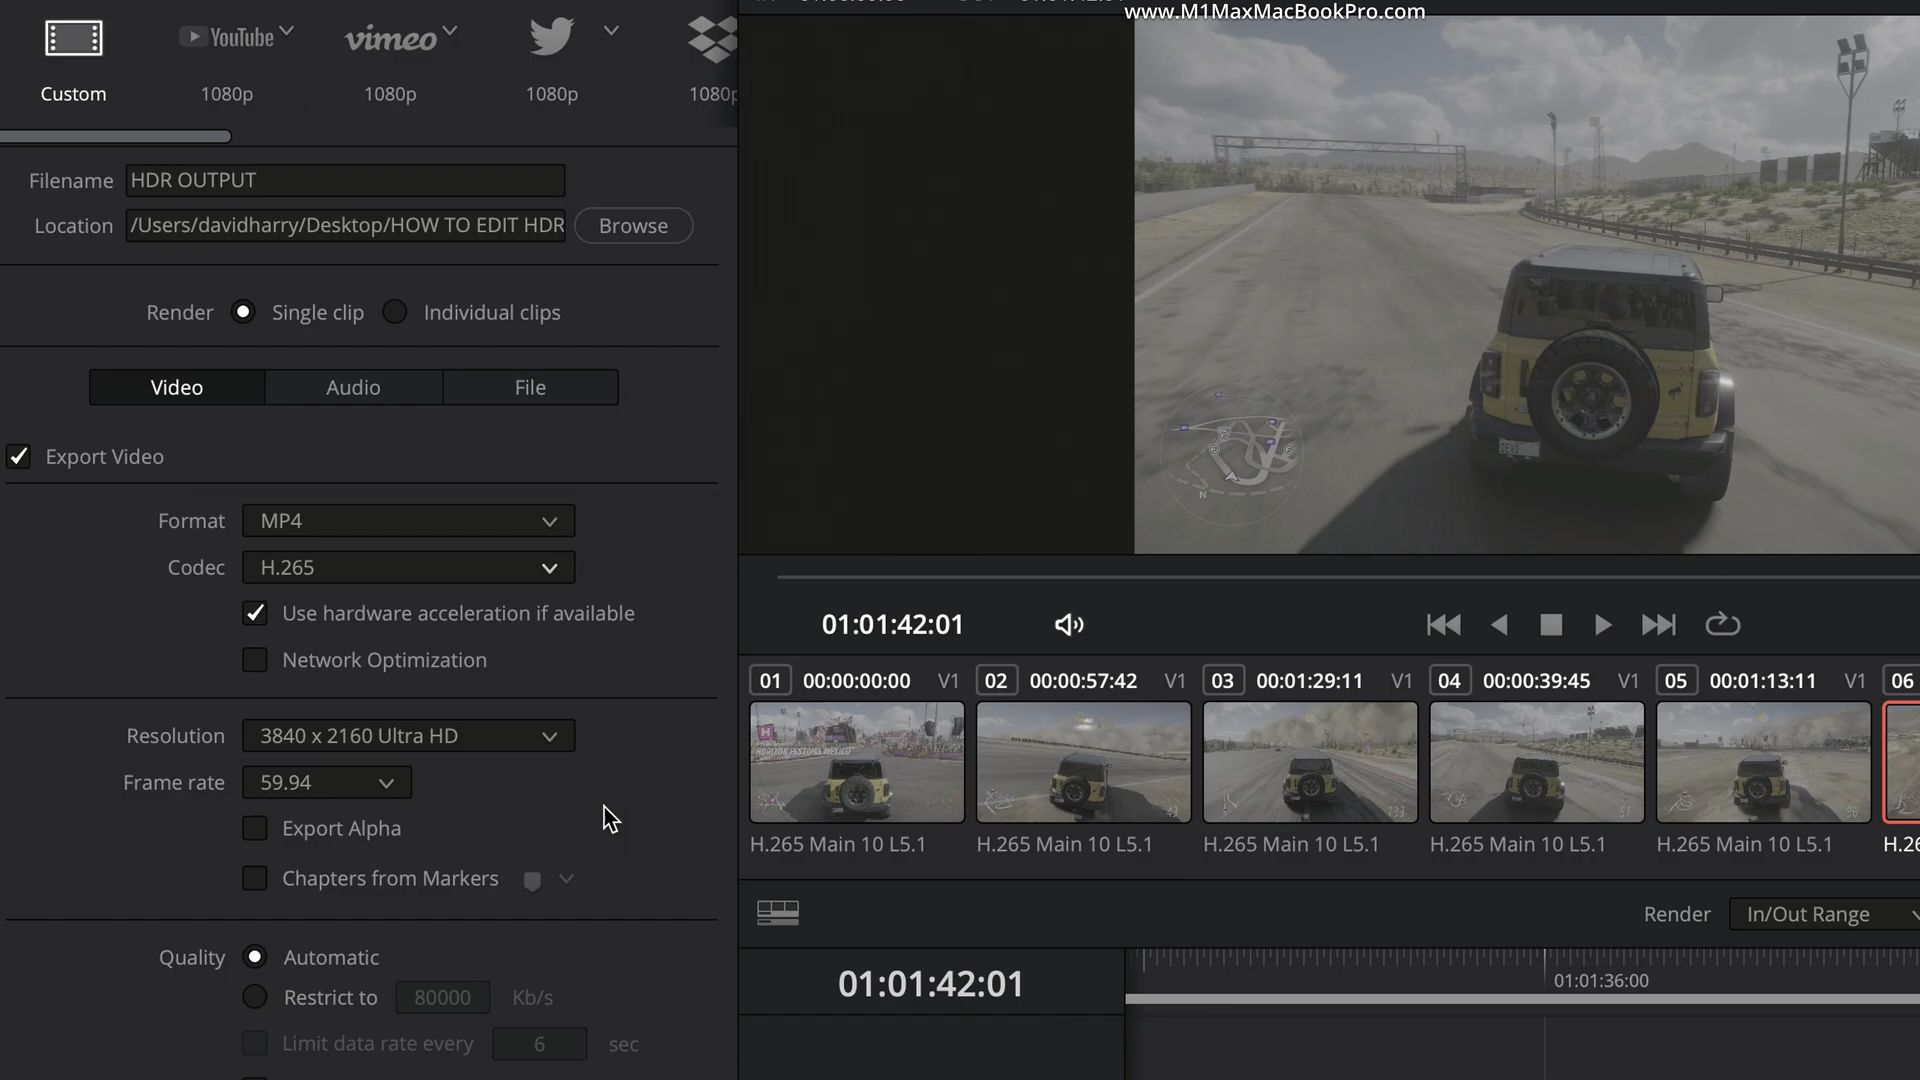 www.M1MaxMacBookPro.com
YouTube
vimeo
Custom
1080p
1080p
1080p
1080p
Filename HDR OUTPUT
Location /Users/davidharry/Desktop/HOW TO EDIT HDR Browse
Render Single clip Individual clips
Video Audio File
Export Video
Format MP4
Codec H.265
Use hardware acceleration if available
Network Optimization
Resolution 3840 x 2160 Ultra HD
Frame rate 59.94
Export Alpha
Chapters from Markers
Quality Automatic
Restrict to 80000 Kb/s
Limit data rate every 6 sec
N
01:01:42:01
01 00:00:00:00 V1
02 00:00:57:42 V1
03 00:01:29:11 V1
04 00:00:39:45 V1
05 00:01:13:11 V1
06
HORIZON FESTIVAL MEXICO
H.265 Main 10 L5.1
H.265 Main 10 L5.1
H.265 Main 10 L5.1
H.265 Main 10 L5.1
H.265 Main 10 L5.1
H.26
Render In/Out Range
01:01:42:01
01:01:36:00